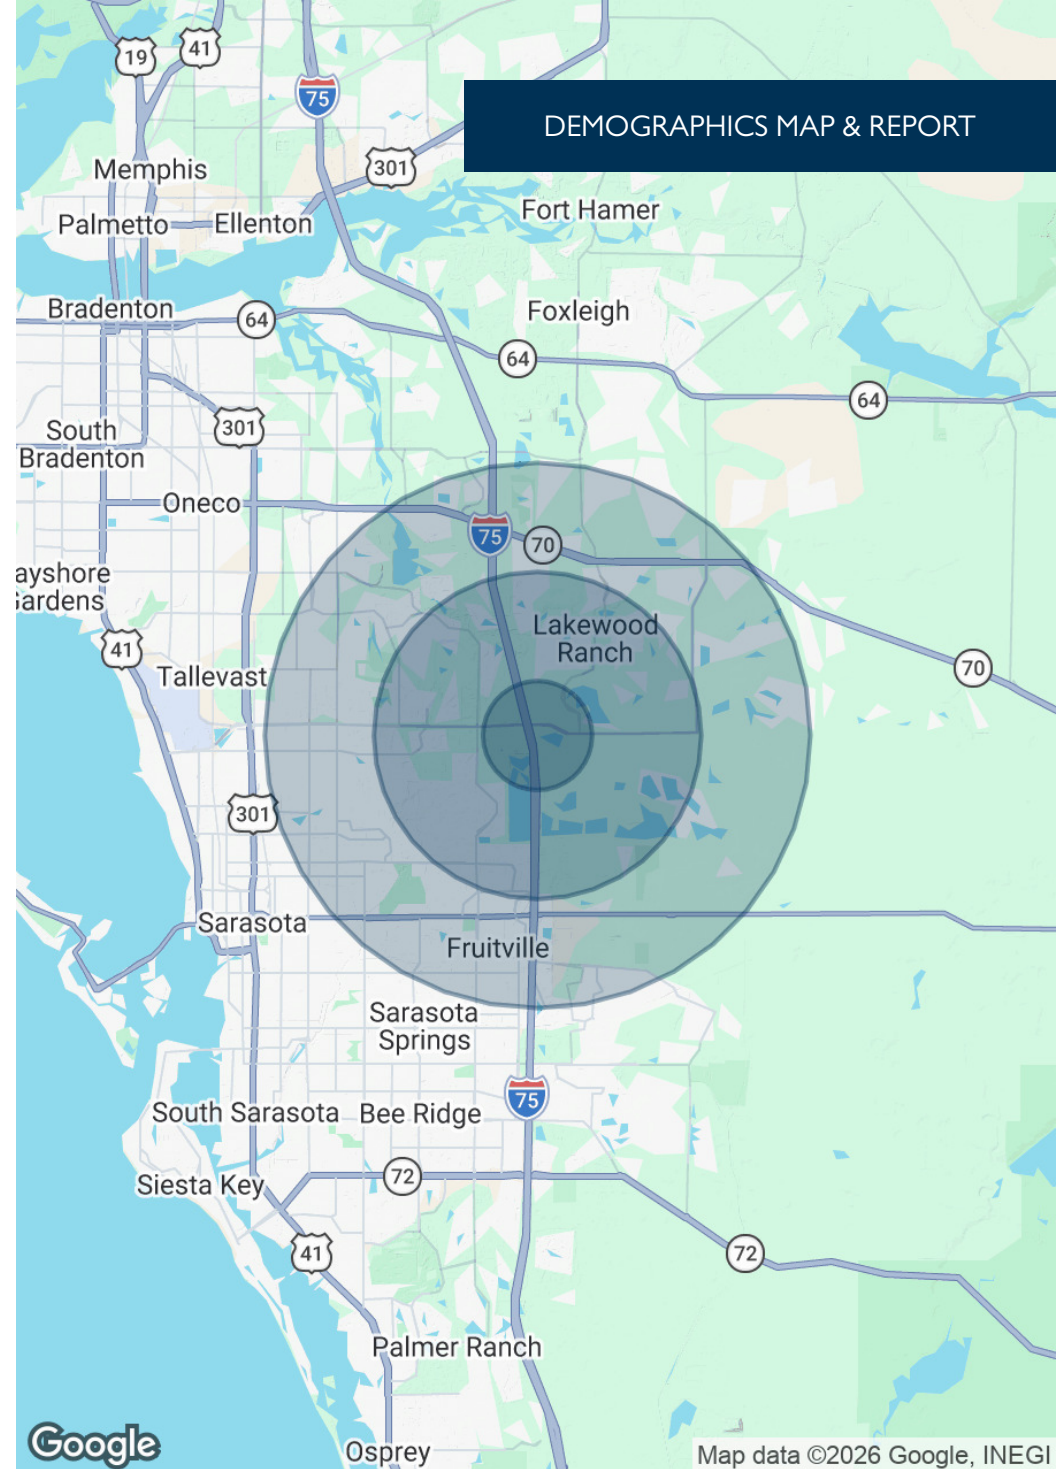 19
41
75
DEMOGRAPHICS MAP & REPORT
Memphis
301
Palmetto
Ellenton
Fort Hamer
Bradenton
64
Foxleigh
64
64
301
South
Bradenton
Oneco
75
70
ayshore
Gardens
41
Lakewood
Ranch
Tallevast
70
301
Sarasota
Fruitville
Sarasota
Springs
75
South Sarasota
Bee Ridge
Siesta Key
72
41
72
Palmer Ranch
Google
Osprey
Map data ©2026 Google, INEGI